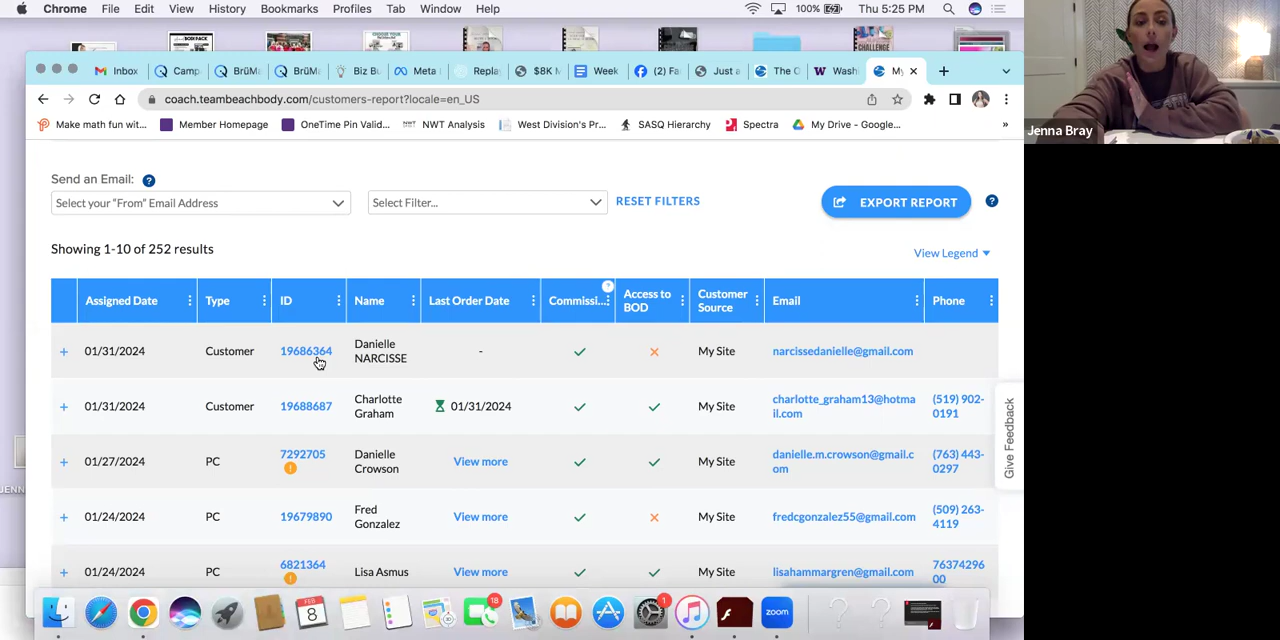 Chrome File Edit View History Bookmarks Profiles Tab Window Help 100% Thu 5:25 PM
Inbox Camp BrüMa BrüMa Biz Bu Meta Replay $8K M Week (2) Fa Just a The O Wash My
coach.teambeachbody.com/customers-report?locale=en_US
Make math fun wit... Member Homepage OneTime Pin Valid... NWT Analysis West Division's Pr... SASQ Hierarchy Spectra My Drive - Google... »
Jenna Bray
Send an Email: ?
Select your "From" Email Address Select Filter... RESET FILTERS EXPORT REPORT ?
Showing 1-10 of 252 results
View Legend
Assigned Date Type ID Name Last Order Date Commissi... ? Access to BOD Customer Source Email Phone
01/31/2024 Customer 19686364 Danielle NARCISSE - My Site narcissedanielle@gmail.com
01/31/2024 Customer 19688687 Charlotte Graham 01/31/2024 My Site charlotte_graham13@hotmail.com (519) 902-0191
01/27/2024 PC 7292705 Danielle Crowson View more My Site danielle.m.crowson@gmail.com (763) 443-0297
01/24/2024 PC 19679890 Fred Gonzalez View more My Site fredcgonzalez55@gmail.com (509) 263-4119
01/24/2024 PC 6821364 Lisa Asmus View more My Site lisahammargren@gmail.com 7637429600
Give Feedback
FEB 8
18
1
zoom